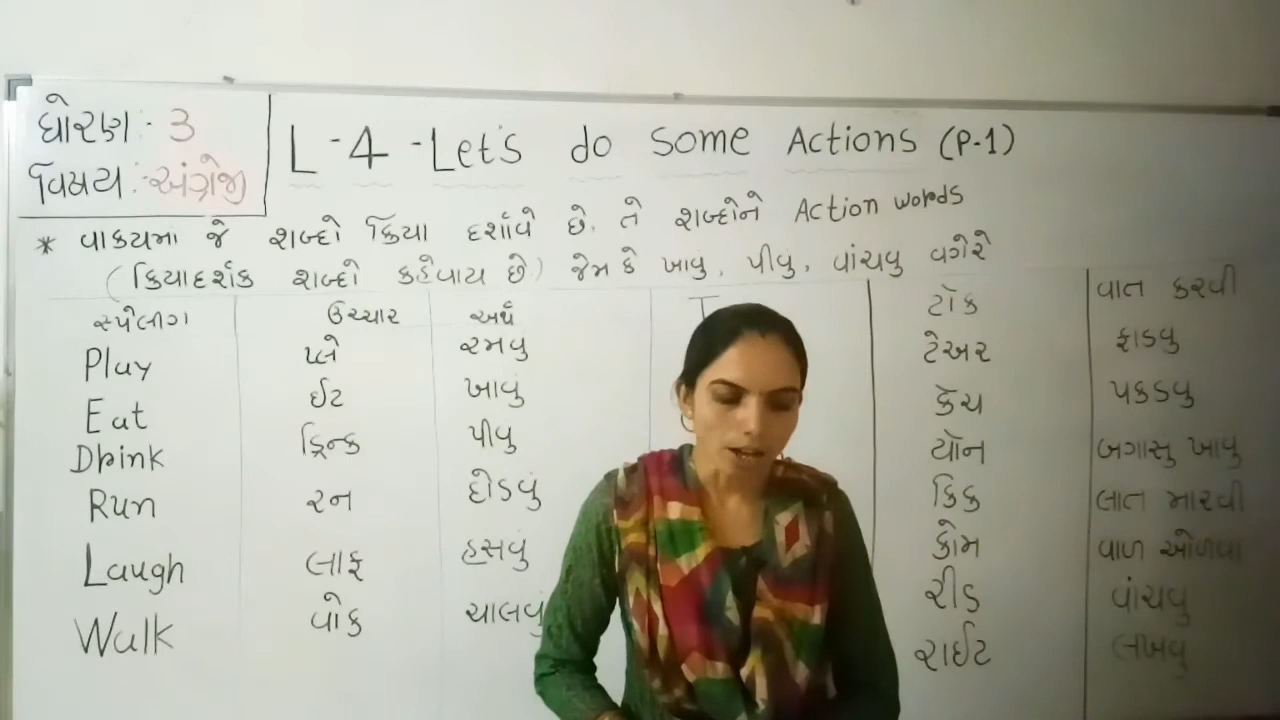 ધોરણ :- 3
વિષય :- અંગ્રેજી
L - 4 - Let's do some Actions (P-1)
* વાકયમા જે શબ્દો ક્રિયા દર્શાવે છે. તે શબ્દોને Action words
(ક્રિયાદર્શક શબ્દો કહેવાય છે) જેમ કે ખાવુ, પીવુ, વાંચવુ વગેરે
સ્પેલીંગ ઉચ્ચાર અર્થ
Play પ્લે રમવુ
Eat ઈટ ખાવુ
Drink ડ્રિન્ક પીવુ
Run રન દોડવું
Laugh લાફ હસવું
Walk વોક ચાલવું
ટૉક વાત કરવી
ટેઅર ફાડવુ
કૅચ પકડવુ
યૉન બગાસુ ખાવુ
કિક લાત મારવી
કોમ વાળ ઓળવા
રીડ વાંચવુ
રાઈટ લખવુ